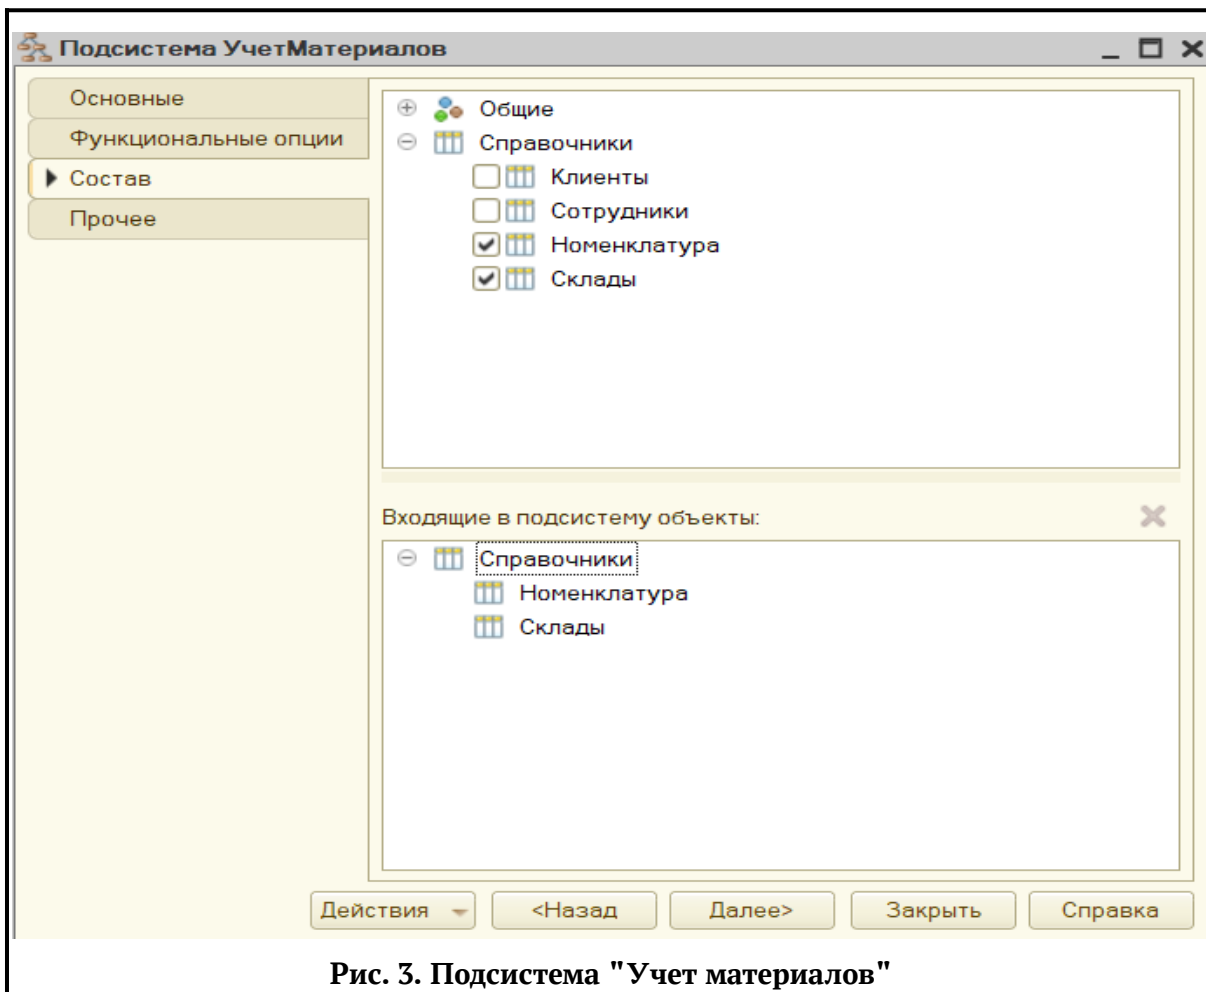 Подсистема УчетМатериалов
Основные
Функциональные опции
Состав
Прочее
Общие
Справочники
Клиенты
Сотрудники
Номенклатура
Склады
Входящие в подсистему объекты:
Справочники
Номенклатура
Склады
Действия
<Назад
Далее>
Закрыть
Справка
Рис. 3. Подсистема "Учет материалов"